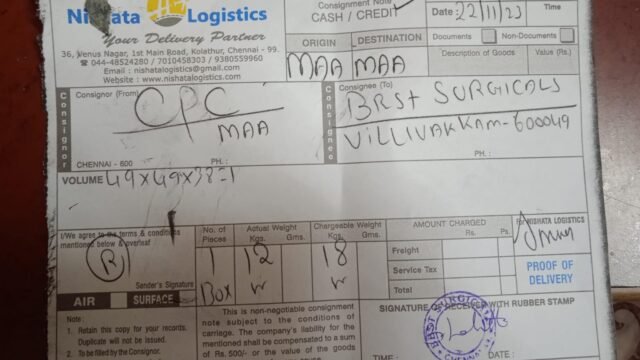 Nishata Logistics
Your Delivery Partner
36, Venus Nagar, 1st Main Road, Kolathur, Chennai - 99.
☎ 044-48524280 / 7010458303 / 9380559960
Email : nishatalogistics@gmail.com
Website : www.nishatalogistics.com
Consignment Note
CASH / CREDIT
Date : 22/11/23
Time
ORIGIN
DESTINATION
MAA
MAA
Documents
Non-Documents
Description of Goods
Value (Rs.)
Consignor
Consignor (From)
CPC
MAA
CHENNAI - 600
PH. :
Consignee
Consignee (To)
BRST SURGICALS
VILLIVAKKAM-600049
PH. :
VOLUME 49x49x38=1
I/We agree to the terms & conditions
mentioned below & overleaf
R
Sender's Signature
AIR
SURFACE
No. of
Pieces
1
Box
Actual Weight
Kgs. Gms.
12
Chargeable Weight
Kgs. Gms.
18
AMOUNT CHARGED
Rs. Ps.
Freight
Service Tax
Total
For NISHATA LOGISTICS
PROOF OF
DELIVERY
Note :
1. Retain this copy for your records.
Duplicate will not be issued.
2. To be filled by the Consignor.
This is non-negotiable consignment
note subject to the conditions of
carriage. The company's liability for the
mentioned shall be compensated to a sum
of Rs. 500/- or the value of the goods
SIGNATURE OF RECEIVER WITH RUBBER STAMP
TIME: